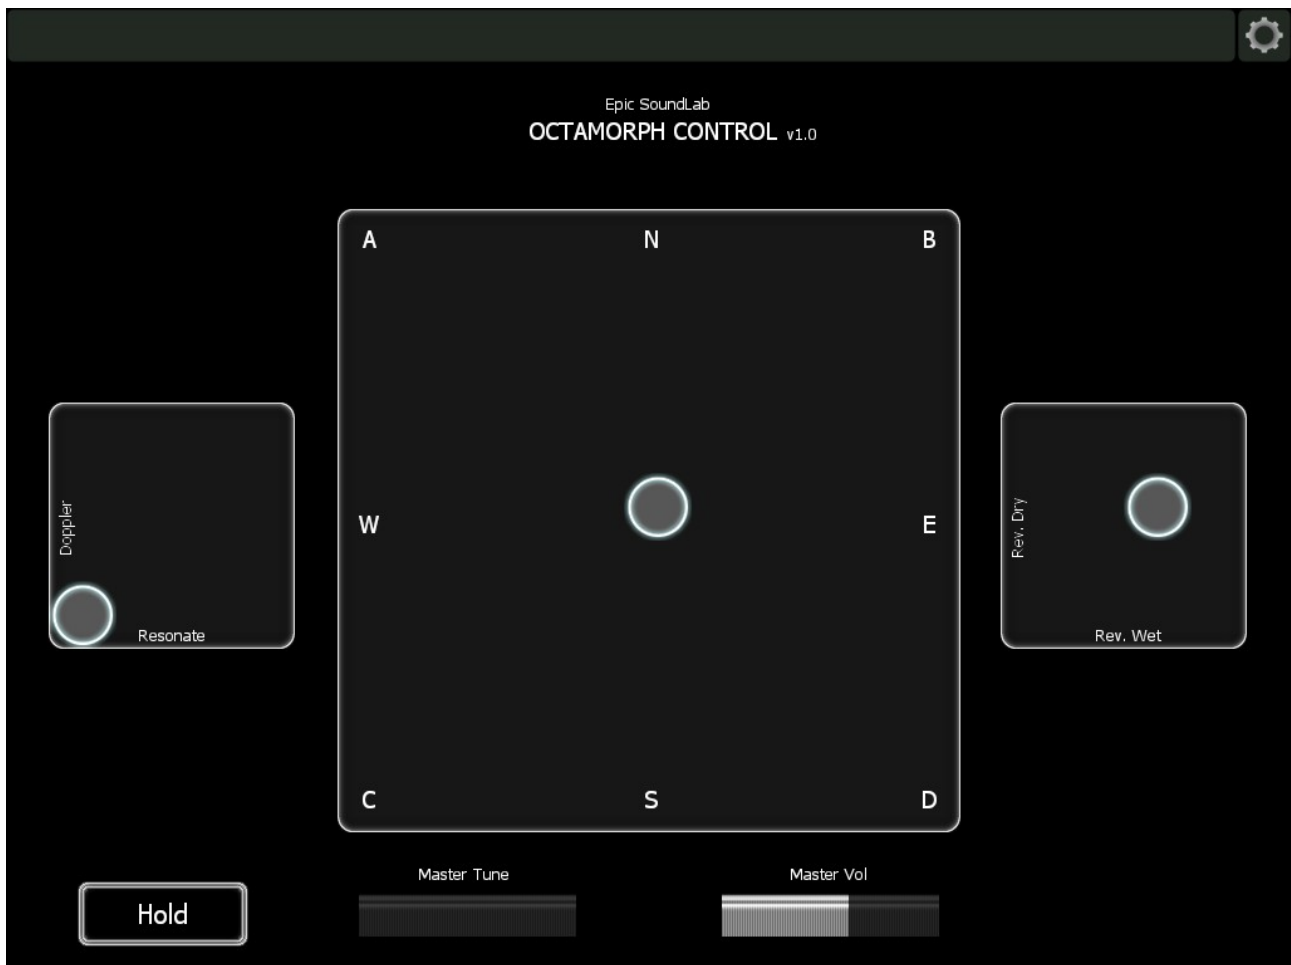 Epic SoundLab
OCTAMORPH CONTROL v1.0
A N B
W E
C S D
Doppler
Resonate
Rev. Dry
Rev. Wet
Master Tune
Master Vol
Hold